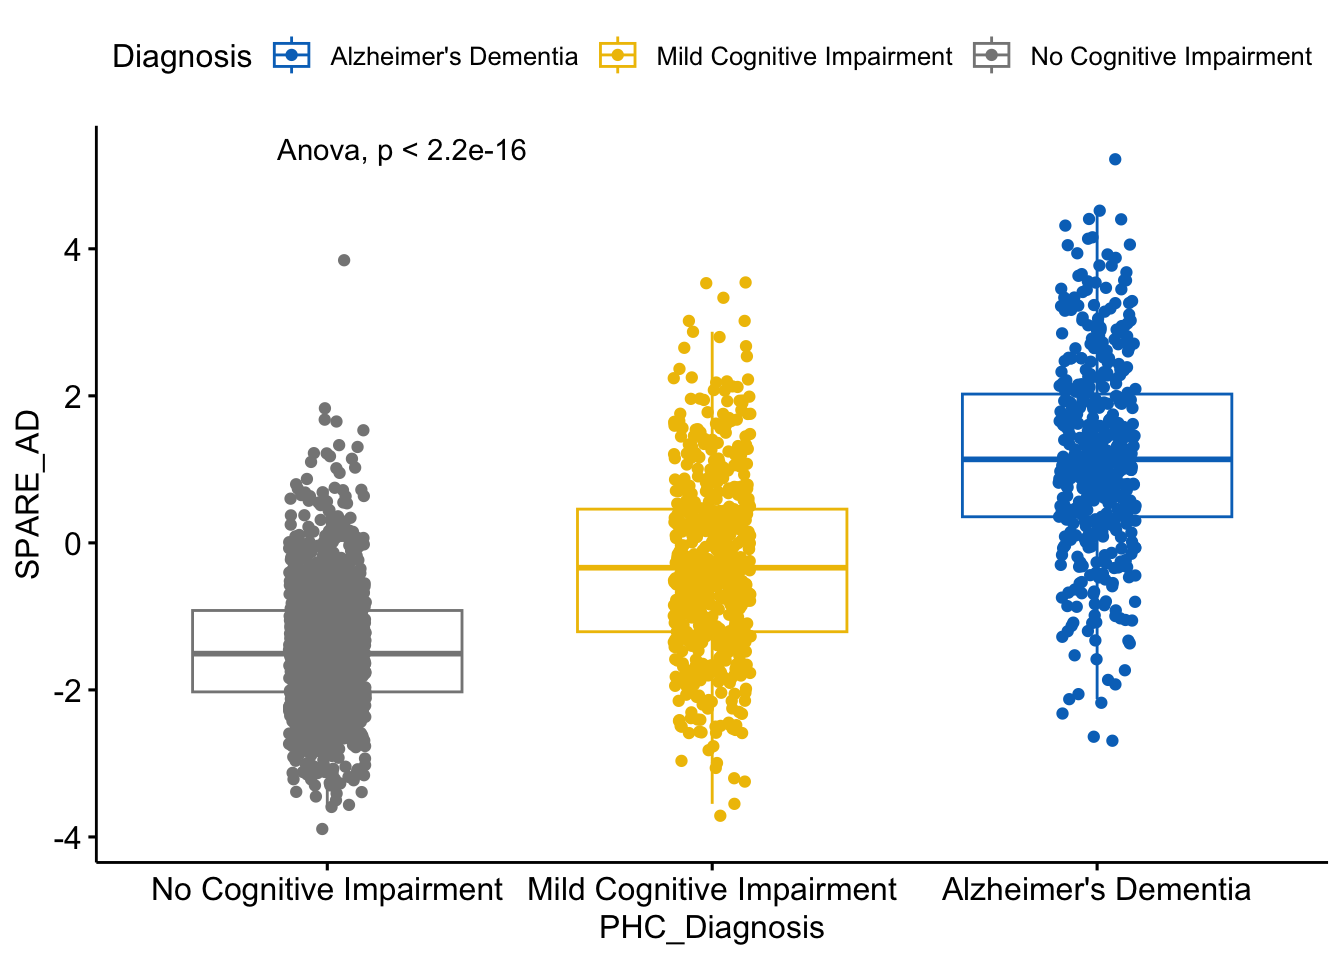 Diagnosis Alzheimer's Dementia Mild Cognitive Impairment No Cognitive Impairment
Anova, p < 2.2e-16
4
2
0
-2
-4
SPARE_AD
No Cognitive Impairment Mild Cognitive Impairment Alzheimer's Dementia
PHC_Diagnosis